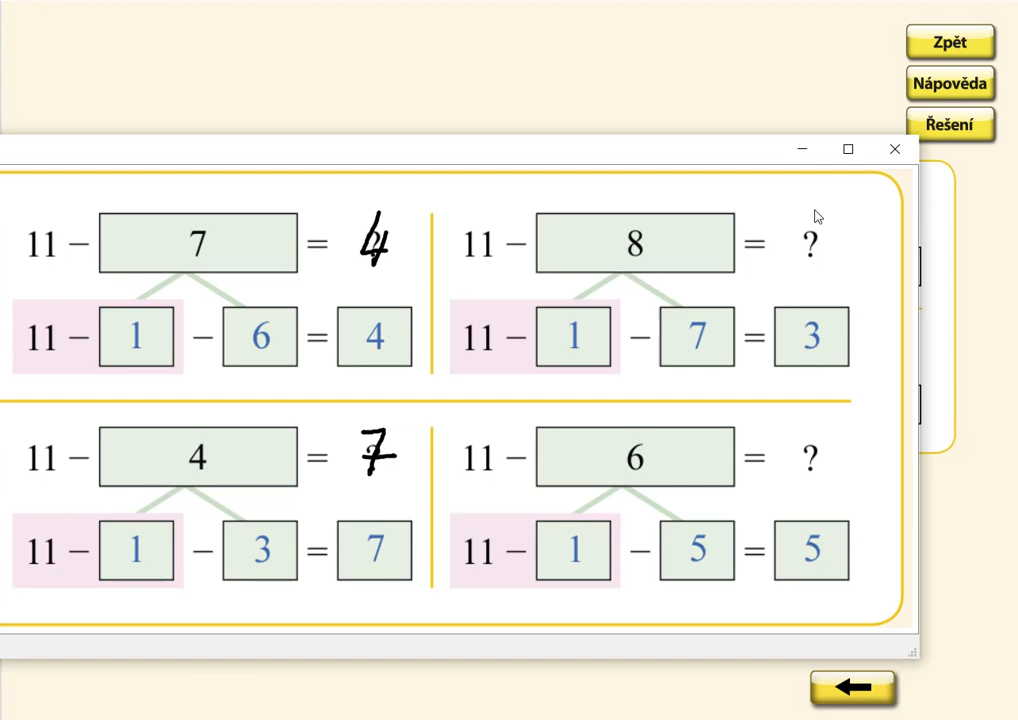 Zpět
Nápověda
Řešení
11 − 7 = 4
11 − 8 = ?
11 − 1 − 6 = 4
11 − 1 − 7 = 3
11 − 4 = 7
11 − 6 = ?
11 − 1 − 3 = 7
11 − 1 − 5 = 5